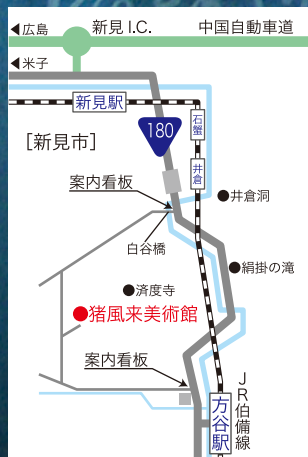 ◀広島
新見I.C.
中国自動車道
◀米子
新見駅
石蟹
180
[新見市]
井倉
案内看板
●井倉洞
白谷橋
●絹掛の滝
●済度寺
●猪風来美術館
案内看板
JR伯備線
方谷駅